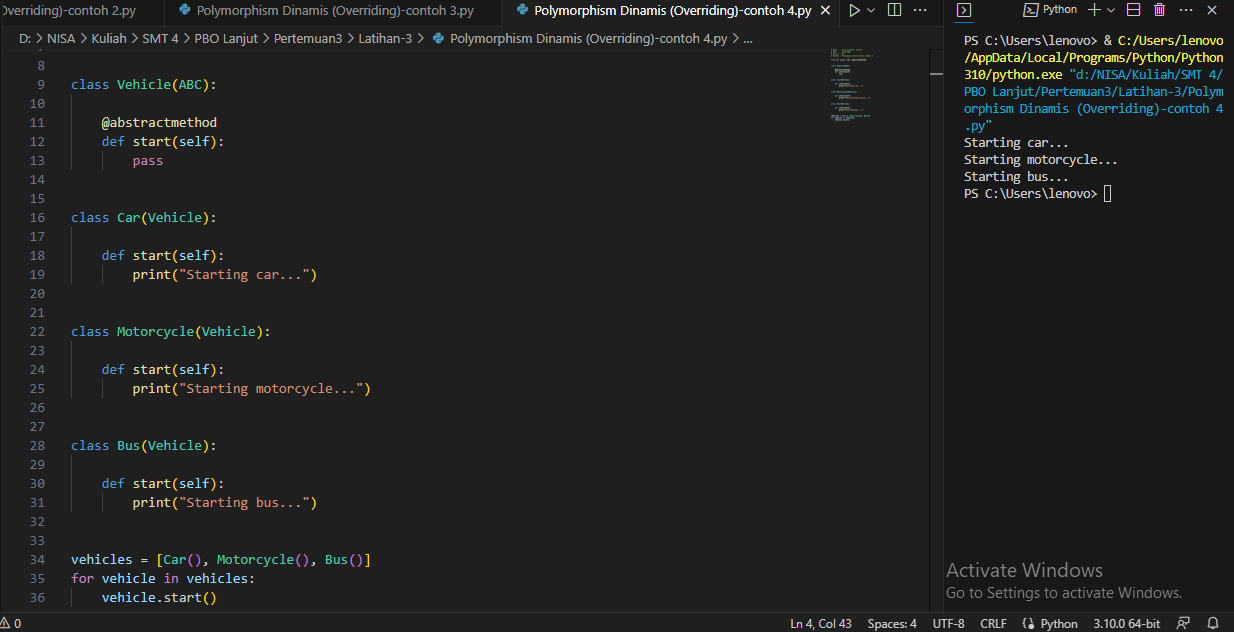 Overriding)-contoh 2.py
Polymorphism Dinamis (Overriding)-contoh 3.py
Polymorphism Dinamis (Overriding)-contoh 4.py
D: > NISA > Kuliah > SMT 4 > PBO Lanjut > Pertemuan3 > Latihan-3 > Polymorphism Dinamis (Overriding)-contoh 4.py > ...
8
9 class Vehicle(ABC):
10
11 @abstractmethod
12 def start(self):
13 pass
14
15
16 class Car(Vehicle):
17
18 def start(self):
19 print("Starting car...")
20
21
22 class Motorcycle(Vehicle):
23
24 def start(self):
25 print("Starting motorcycle...")
26
27
28 class Bus(Vehicle):
29
30 def start(self):
31 print("Starting bus...")
32
33
34 vehicles = [Car(), Motorcycle(), Bus()]
35 for vehicle in vehicles:
36 vehicle.start()
Python
PS C:\Users\lenovo> & C:/Users/lenovo
/AppData/Local/Programs/Python/Python
310/python.exe "d:/NISA/Kuliah/SMT 4/
PBO Lanjut/Pertemuan3/Latihan-3/Polym
orphism Dinamis (Overriding)-contoh 4
.py"
Starting car...
Starting motorcycle...
Starting bus...
PS C:\Users\lenovo>
Activate Windows
Go to Settings to activate Windows.
0
Ln 4, Col 43
Spaces: 4
UTF-8
CRLF
Python
3.10.0 64-bit